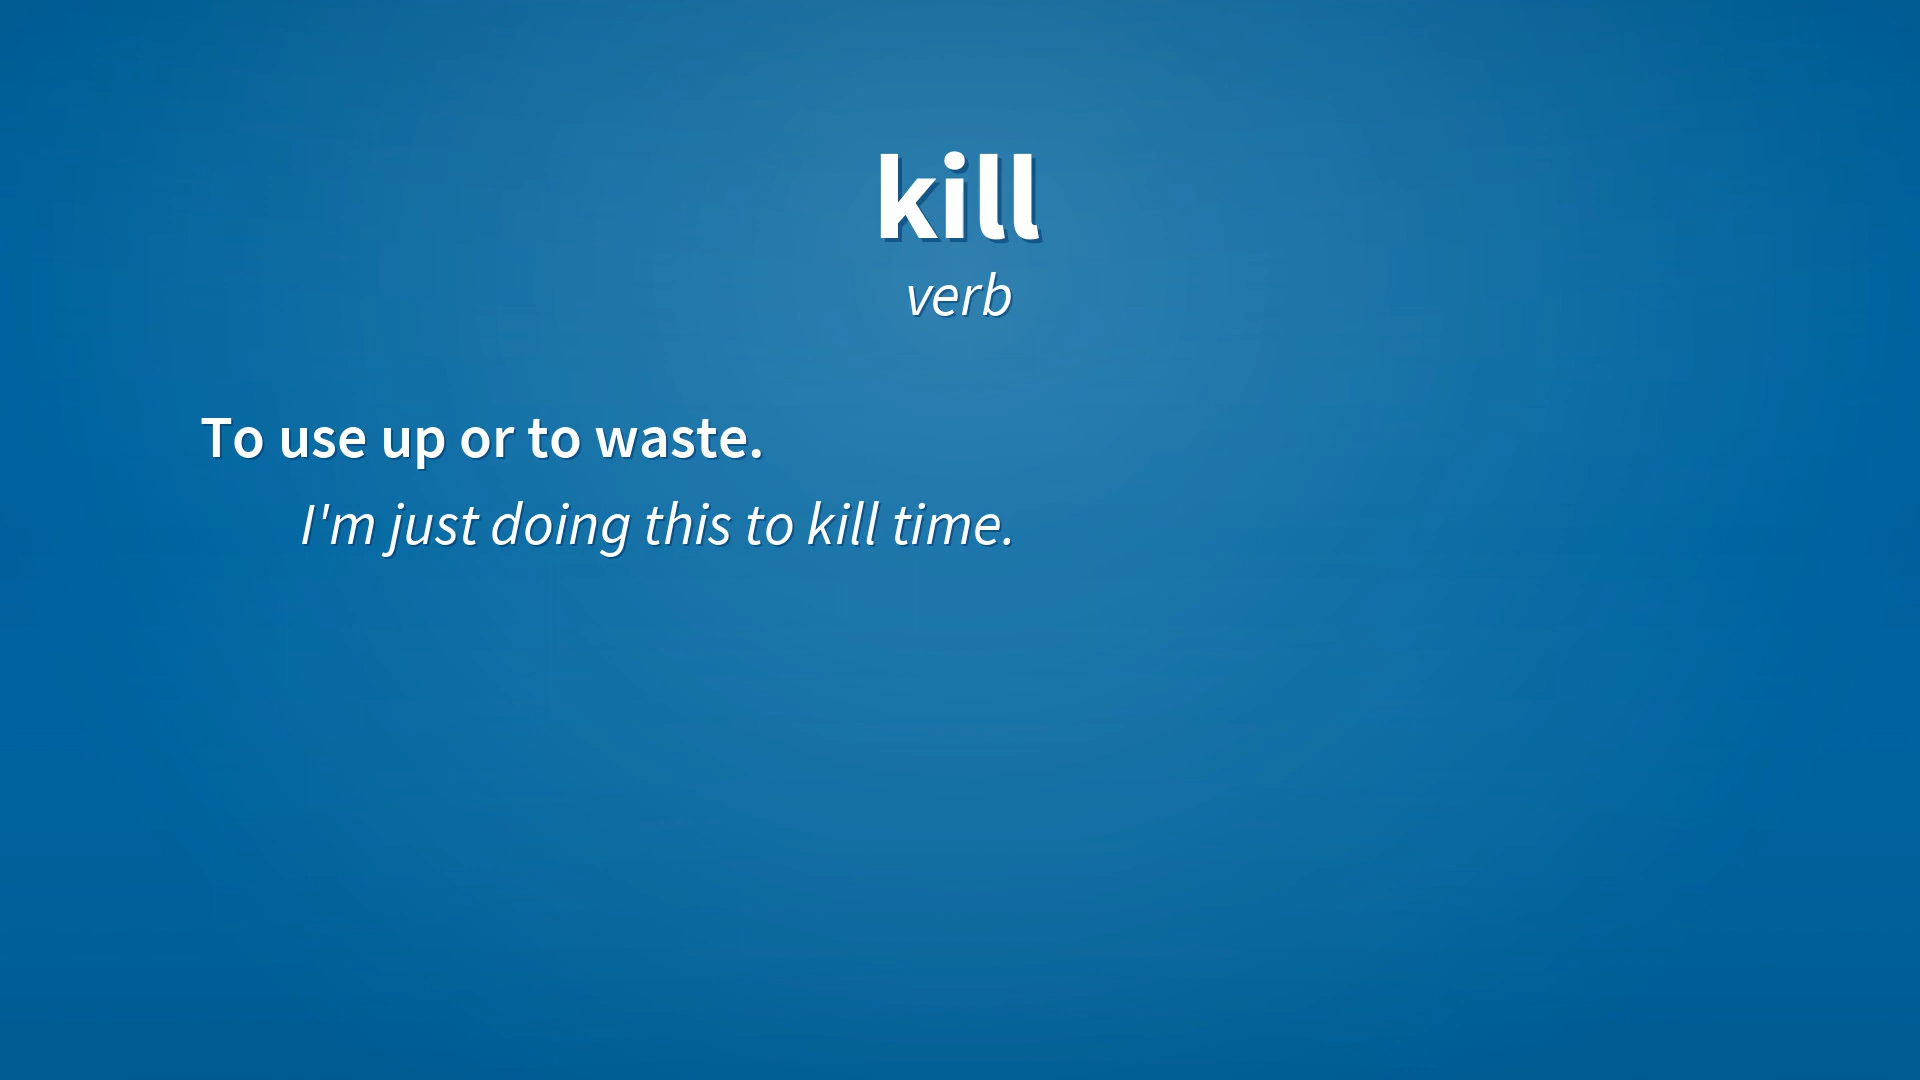 kill
verb
To use up or to waste.
I'm just doing this to kill time.